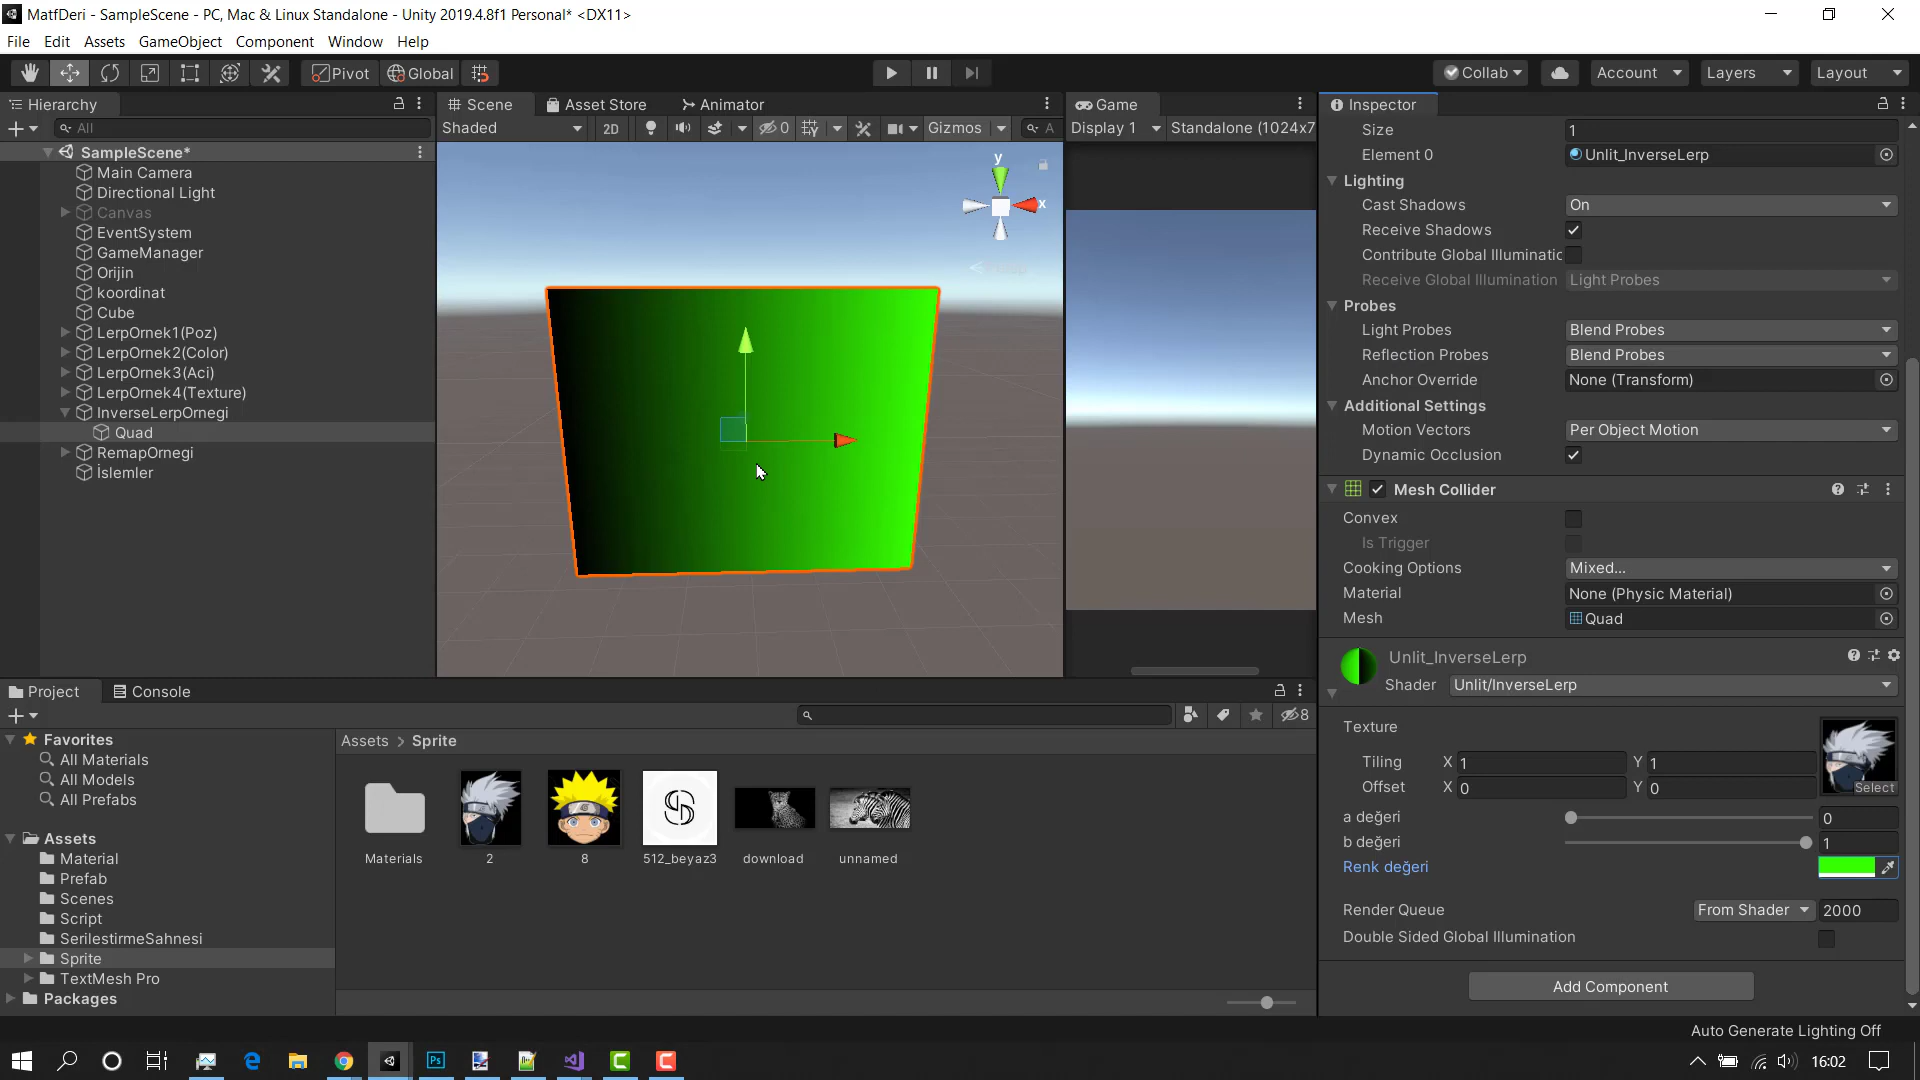 MatfDeri - SampleScene - PC, Mac & Linux Standalone - Unity 2019.4.8f1 Personal* <DX11>
File Edit Assets GameObject Component Window Help
Pivot Global Collab Account Layers Layout
Hierarchy
All
SampleScene*
Main Camera
Directional Light
Canvas
EventSystem
GameManager
Orijin
koordinat
Cube
LerpOrnek1(Poz)
LerpOrnek2(Color)
LerpOrnek3(Aci)
LerpOrnek4(Texture)
InverseLerpOrnegi
Quad
RemapOrnegi
İslemler
Scene Asset Store Animator
Shaded 2D 0 Gizmos A
y
x
Game
Display 1 Standalone (1024x7
Inspector
Size 1
Element 0 Unlit_InverseLerp
Lighting
Cast Shadows On
Receive Shadows
Contribute Global Illuminatic
Receive Global Illumination Light Probes
Probes
Light Probes Blend Probes
Reflection Probes Blend Probes
Anchor Override None (Transform)
Additional Settings
Motion Vectors Per Object Motion
Dynamic Occlusion
Mesh Collider
Convex
Is Trigger
Cooking Options Mixed...
Material None (Physic Material)
Mesh Quad
Unlit_InverseLerp
Shader Unlit/InverseLerp
Texture
Tiling X 1 Y 1
Offset X 0 Y 0
Select
a değeri 0
b değeri 1
Renk değeri
Render Queue From Shader 2000
Double Sided Global Illumination
Add Component
Auto Generate Lighting Off
Project Console
8
Favorites
All Materials
All Models
All Prefabs
Assets
Material
Prefab
Scenes
Script
SerilestirmeSahnesi
Sprite
TextMesh Pro
Packages
Assets > Sprite
Materials 2 8 512_beyaz3 download unnamed
Ps
16:02